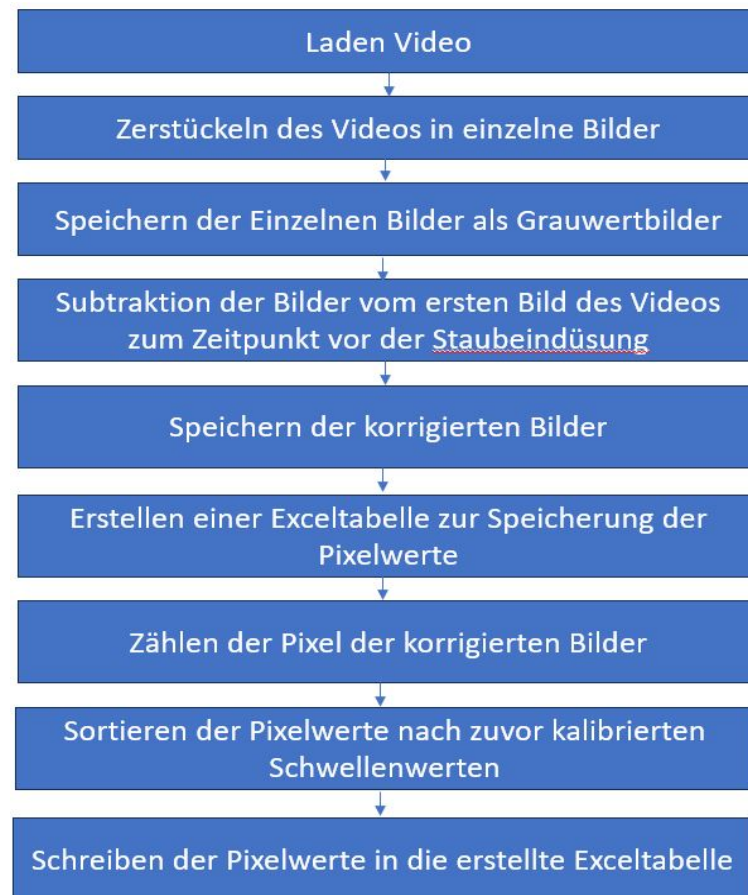 Laden Video
Zerstückeln des Videos in einzelne Bilder
Speichern der Einzelnen Bilder als Grauwertbilder
Subtraktion der Bilder vom ersten Bild des Videos
zum Zeitpunkt vor der Staubeindüsung
Speichern der korrigierten Bilder
Erstellen einer Exceltabelle zur Speicherung der
Pixelwerte
Zählen der Pixel der korrigierten Bilder
Sortieren der Pixelwerte nach zuvor kalibrierten
Schwellenwerten
Schreiben der Pixelwerte in die erstellte Exceltabelle